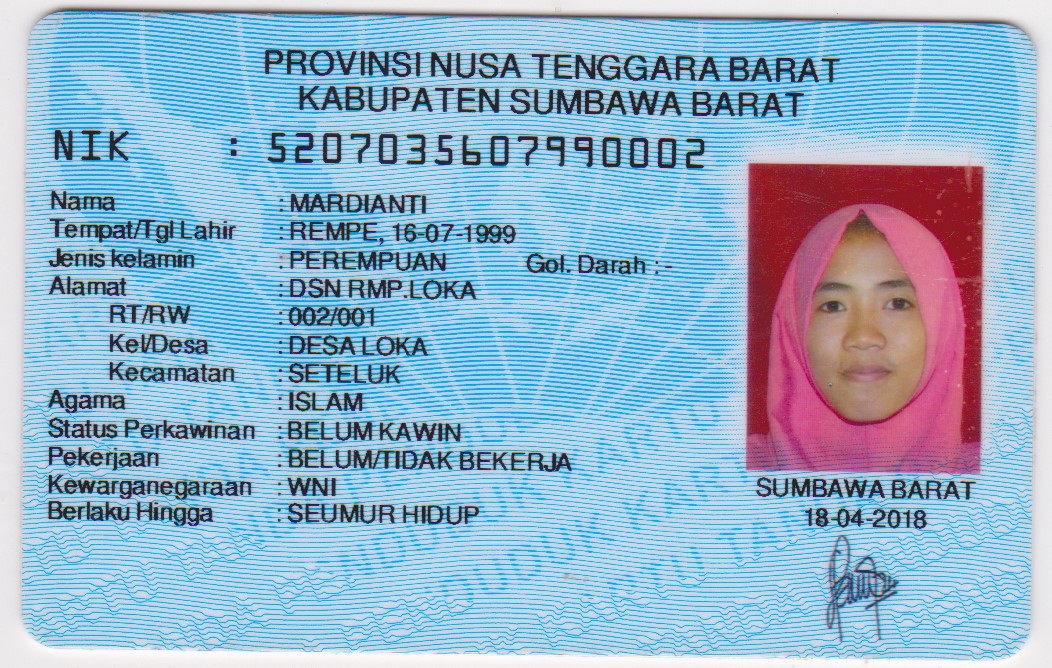 PROVINSI NUSA TENGGARA BARAT
KABUPATEN SUMBAWA BARAT
NIK : 5207035607990002
Nama : MARDIANTI
Tempat/Tgl Lahir : REMPE, 16-07-1999
Jenis kelamin : PEREMPUAN Gol. Darah : -
Alamat : DSN RMP.LOKA
RT/RW : 002/001
Kel/Desa : DESA LOKA
Kecamatan : SETELUK
Agama : ISLAM
Status Perkawinan : BELUM KAWIN
Pekerjaan : BELUM/TIDAK BEKERJA
Kewarganegaraan : WNI
Berlaku Hingga : SEUMUR HIDUP
SUMBAWA BARAT
18-04-2018